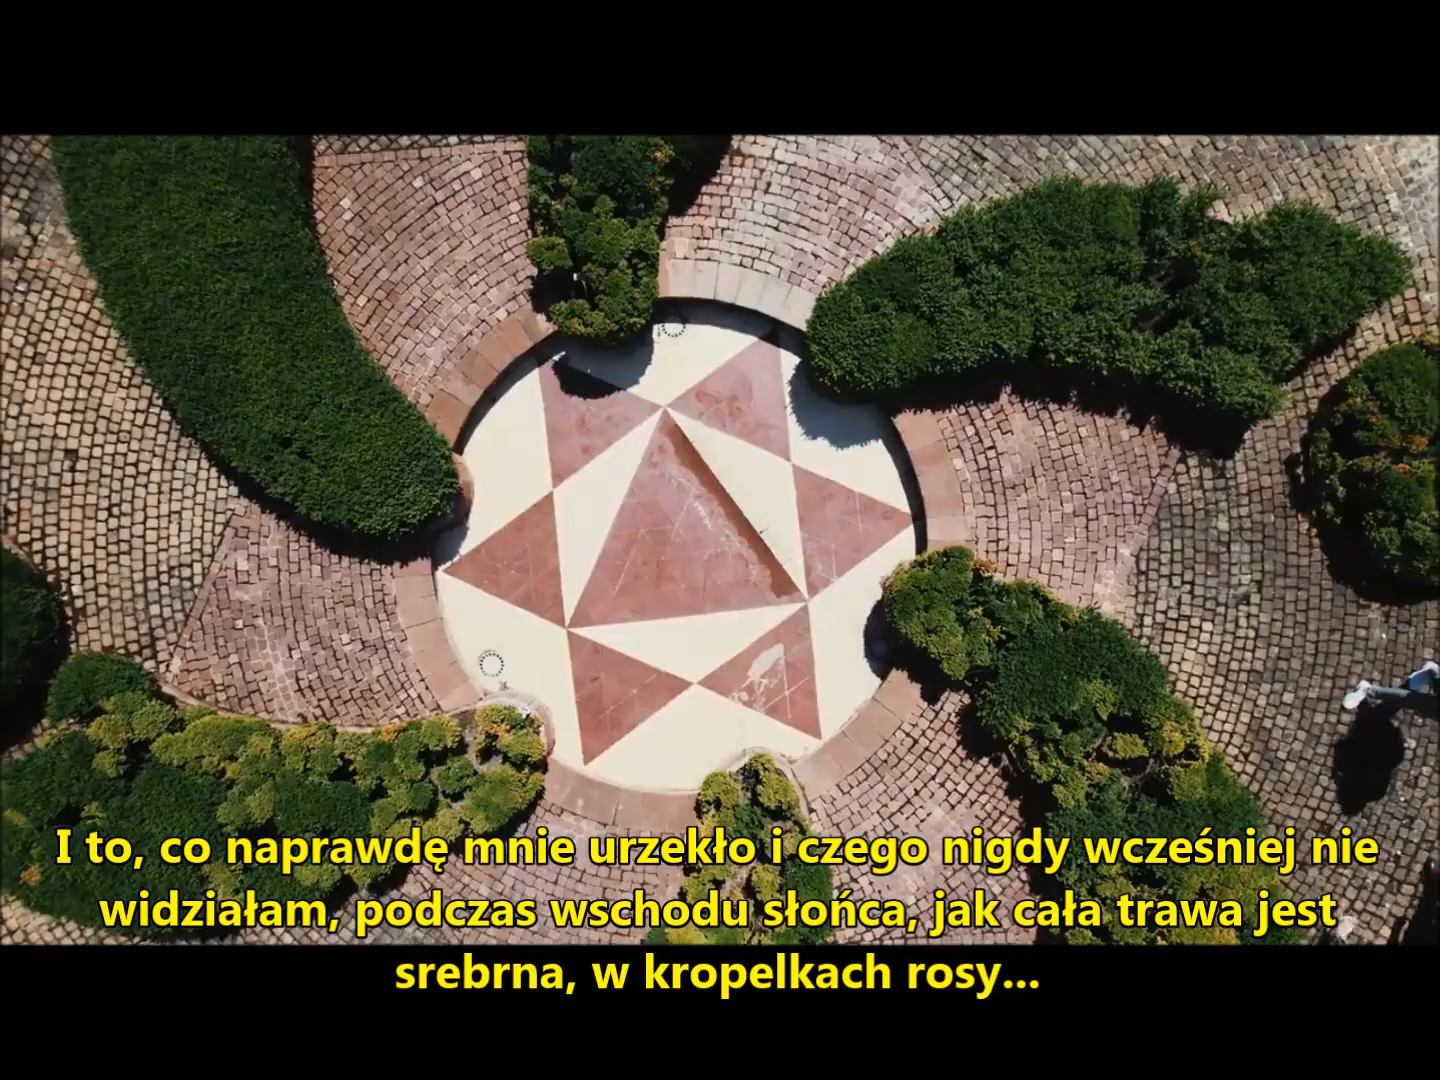 I to, co naprawdę mnie urzekło i czego nigdy wcześniej nie
widziałam, podczas wschodu słońca, jak cała trawa jest
srebrna, w kropelkach rosy...